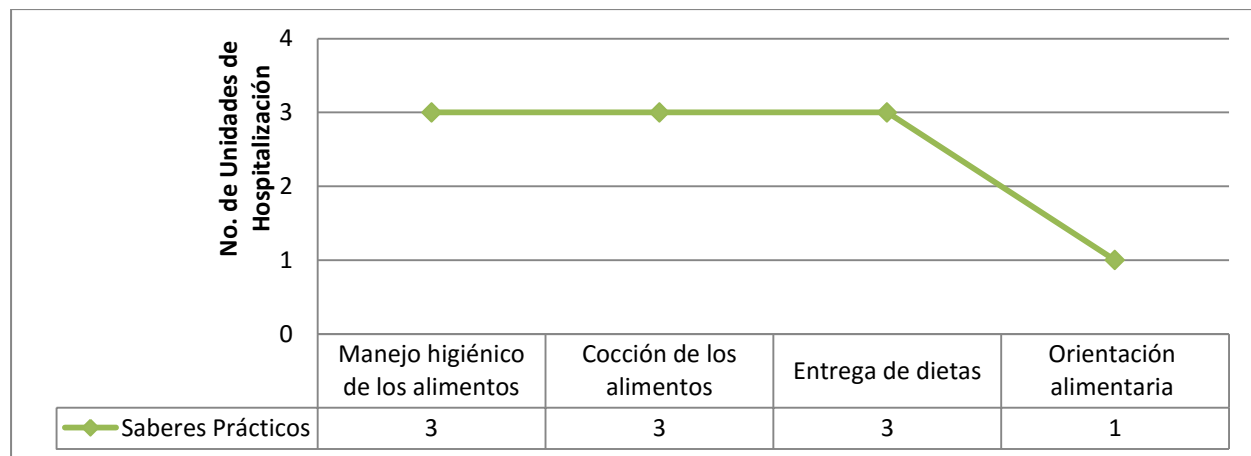 No. de Unidades de
Hospitalización
4
3
2
1
0
Manejo higiénico
de los alimentos
Cocción de los
alimentos
Entrega de dietas
Orientación
alimentaria
Saberes Prácticos 3 3 3 1